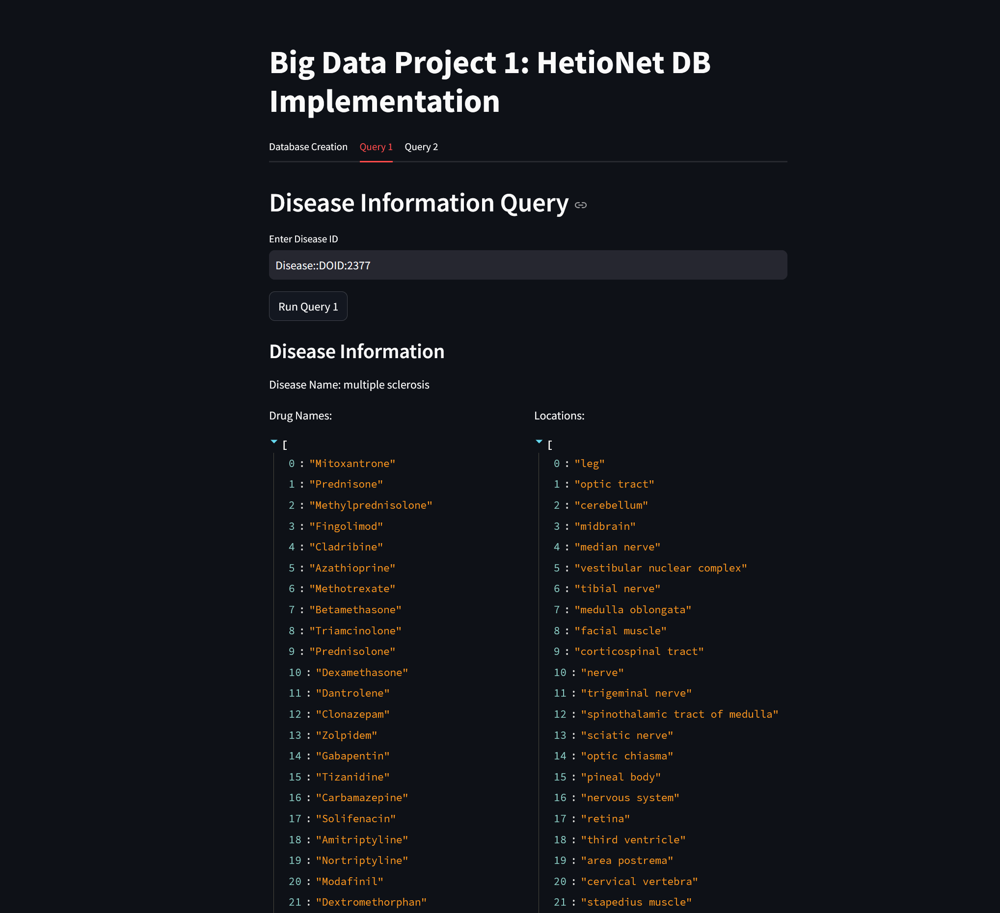 Big Data Project 1: HetioNet DB
Implementation
Database Creation Query 1 Query 2
Disease Information Query
Enter Disease ID
Disease::DOID:2377
Run Query 1
Disease Information
Disease Name: multiple sclerosis
Drug Names:
[
0 : "Mitoxantrone"
1 : "Prednisone"
2 : "Methylprednisolone"
3 : "Fingolimod"
4 : "Cladribine"
5 : "Azathioprine"
6 : "Methotrexate"
7 : "Betamethasone"
8 : "Triamcinolone"
9 : "Prednisolone"
10 : "Dexamethasone"
11 : "Dantrolene"
12 : "Clonazepam"
13 : "Zolpidem"
14 : "Gabapentin"
15 : "Tizanidine"
16 : "Carbamazepine"
17 : "Solifenacin"
18 : "Amitriptyline"
19 : "Nortriptyline"
20 : "Modafinil"
21 : "Dextromethorphan"
Locations:
[
0 : "leg"
1 : "optic tract"
2 : "cerebellum"
3 : "midbrain"
4 : "median nerve"
5 : "vestibular nuclear complex"
6 : "tibial nerve"
7 : "medulla oblongata"
8 : "facial muscle"
9 : "corticospinal tract"
10 : "nerve"
11 : "trigeminal nerve"
12 : "spinothalamic tract of medulla"
13 : "sciatic nerve"
14 : "optic chiasma"
15 : "pineal body"
16 : "nervous system"
17 : "retina"
18 : "third ventricle"
19 : "area postrema"
20 : "cervical vertebra"
21 : "stapedius muscle"